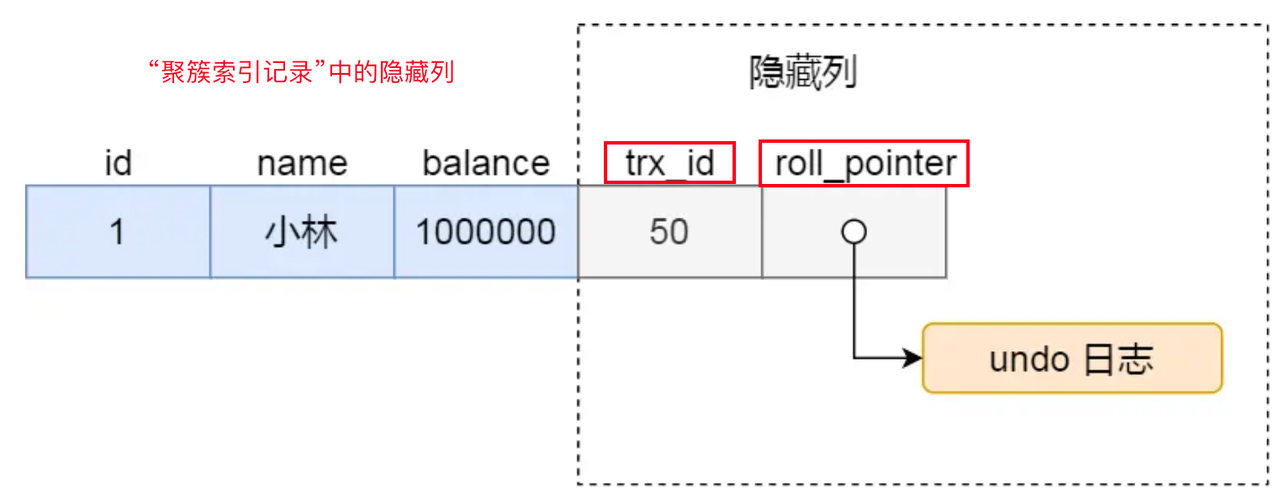 “聚簇索引记录”中的隐藏列
隐藏列
id name balance trx_id roll_pointer
1 小林 1000000 50
undo 日志